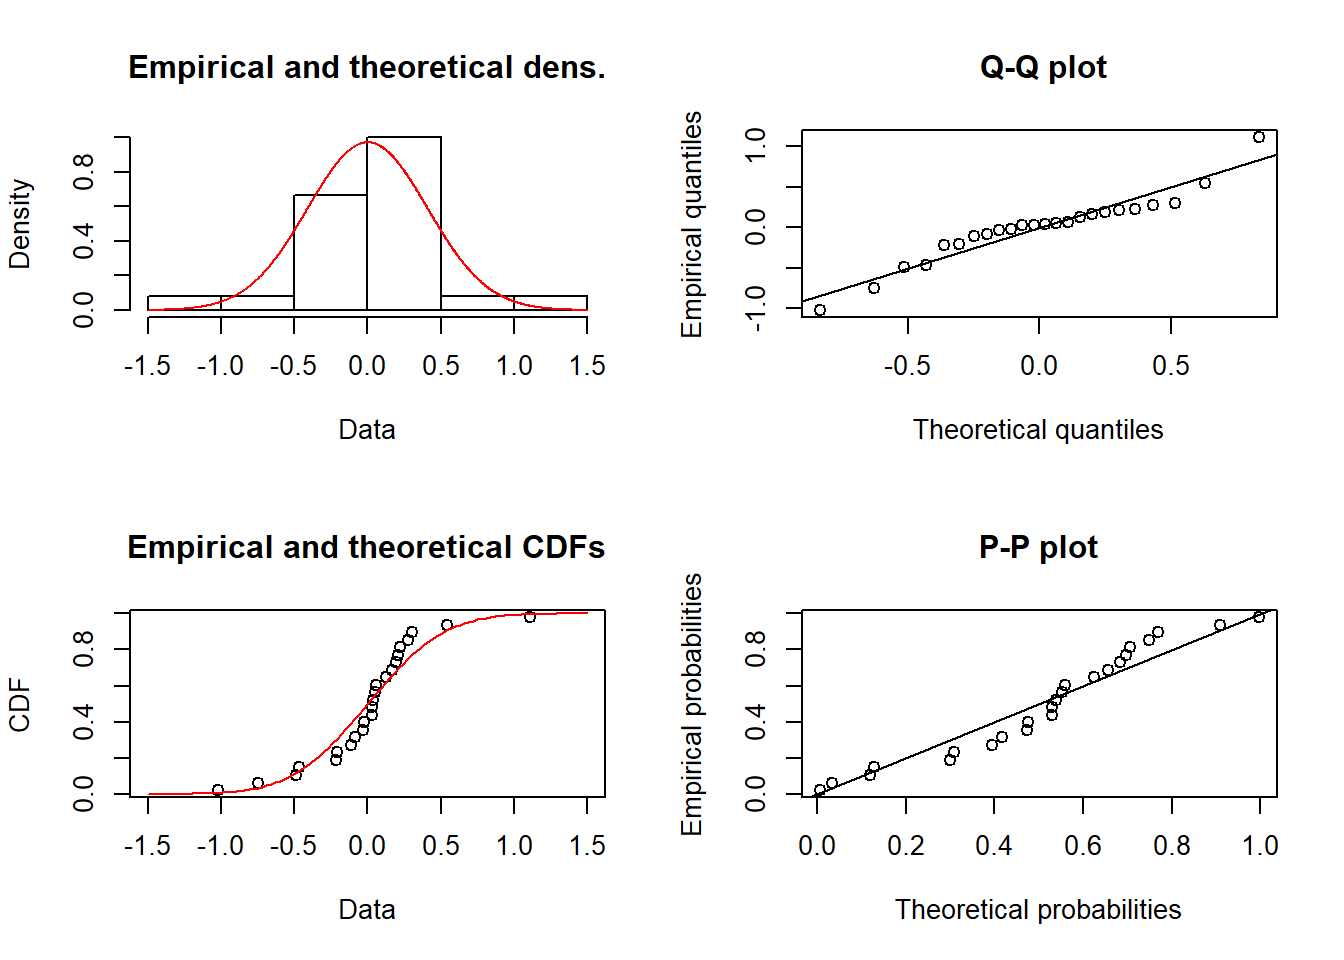 Empirical and theoretical dens.
Density
0.0 0.4 0.8
-1.5 -1.0 -0.5 0.0 0.5 1.0 1.5
Data
Q-Q plot
Empirical quantiles
-1.0 0.0 1.0
-0.5 0.0 0.5
Theoretical quantiles
Empirical and theoretical CDFs
CDF
0.0 0.4 0.8
-1.5 -1.0 -0.5 0.0 0.5 1.0 1.5
Data
P-P plot
Empirical probabilities
0.0 0.4 0.8
0.0 0.2 0.4 0.6 0.8 1.0
Theoretical probabilities